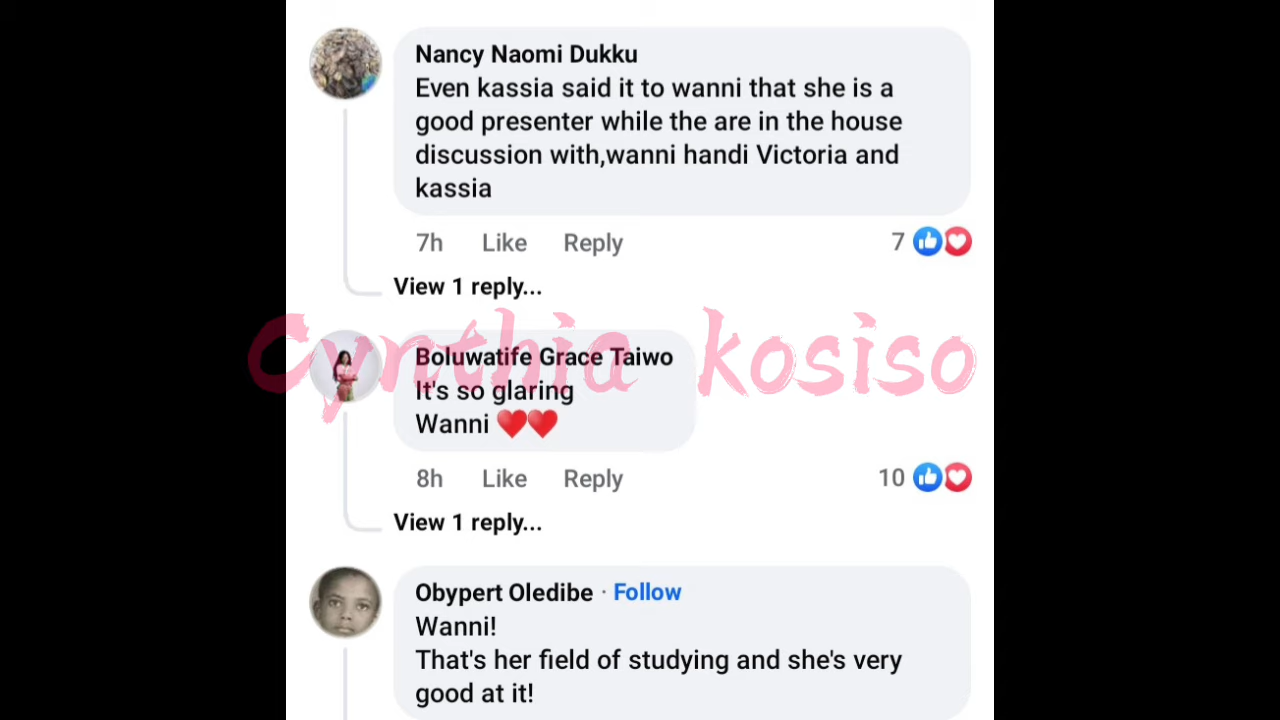 Nancy Naomi Dukku
Even kassia said it to wanni that she is a
good presenter while the are in the house
discussion with,wanni handi Victoria and
kassia
7h Like Reply 7
View 1 reply...
Cynthia kosiso
Boluwatife Grace Taiwo
It's so glaring
Wanni ❤️❤️
8h Like Reply 10
View 1 reply...
Obypert Oledibe · Follow
Wanni!
That's her field of studying and she's very
good at it!